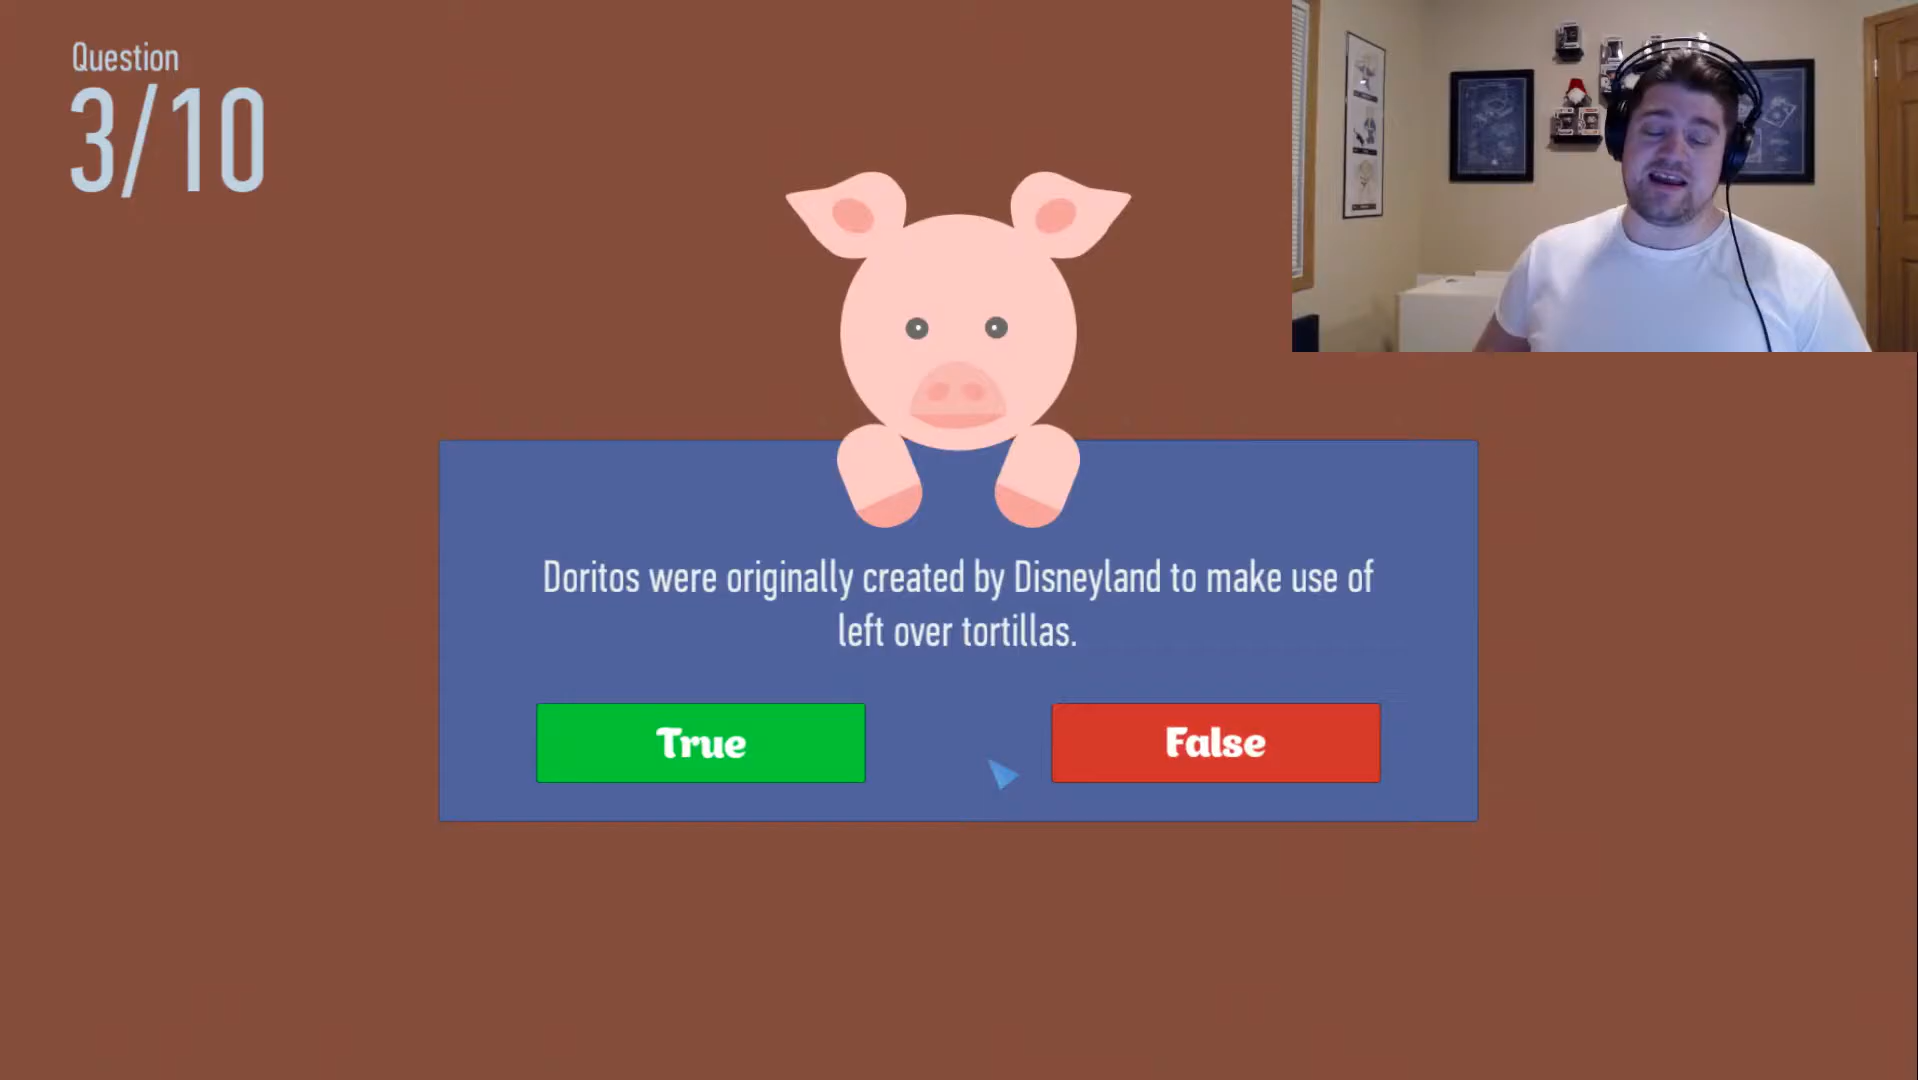 Question
3/10
Doritos were originally created by Disneyland to make use of
left over tortillas.
True
False